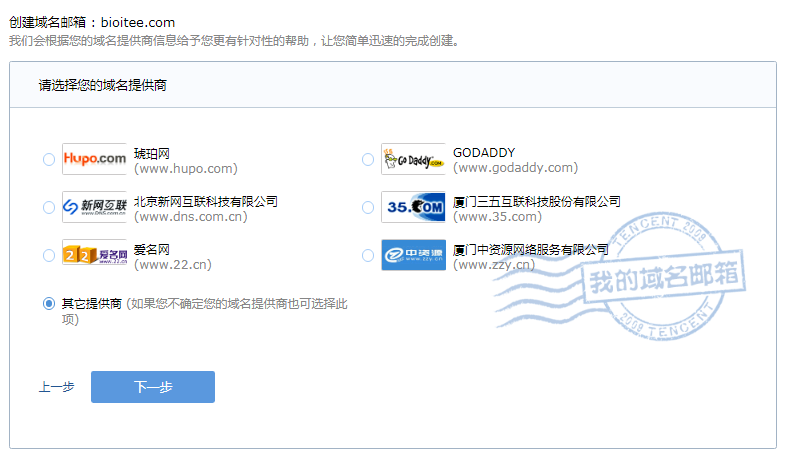 创建域名邮箱：bioitee.com
我们会根据您的域名提供商信息给予您更有针对性的帮助，让您简单迅速的完成创建。
请选择您的域名提供商
Hupo.com
琥珀网
(www.hupo.com)
Go Daddy.COM
GODADDY
(www.godaddy.com)
新网互联
www.DNS.com.cn
北京新网互联科技有限公司
(www.dns.com.cn)
35.COM
厦门三五互联科技股份有限公司
(www.35.com)
22 爱名网
www.22.cn
爱名网
(www.22.cn)
中资源
www.zzy.cn
厦门中资源网络服务有限公司
(www.zzy.cn)
TENCENT 2008
我的域名邮箱
2008 TENCENT
其它提供商 (如果您不确定您的域名提供商也可选择此
项)
上一步
下一步